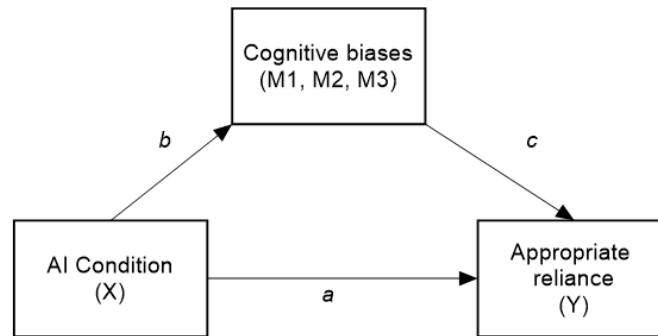 Cognitive biases
(M1, M2, M3)
b
c
AI Condition
(X)
a
Appropriate
reliance
(Y)